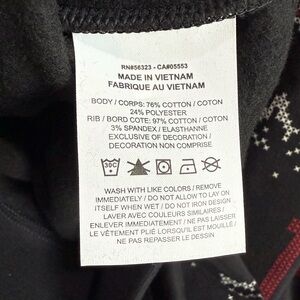 RN#56323 - CA#05553
MADE IN VIETNAM
FABRIQUE AU VIETNAM
BODY / CORPS: 76% COTTON / COTON
24% POLYESTER
RIB / BORD COTE: 97% COTTON / COTON
3% SPANDEX / ELASTHANNE
EXCLUSIVE OF DECORATION /
DECORATION NON COMPRISE
30C
WASH WITH LIKE COLORS / REMOVE
IMMEDIATELY / DO NOT ALLOW TO LAY ON
ITSELF WHEN WET / DO NOT IRON DESIGN
LAVER AVEC COULEURS SIMILAIRES /
ENLEVER IMMEDIATEMENT / NE PAS LAISSER
LE VÊTEMENT PLIÉ LORSQU'IL EST MOUILLÉ /
NE PAS REPASSER LE DESSIN